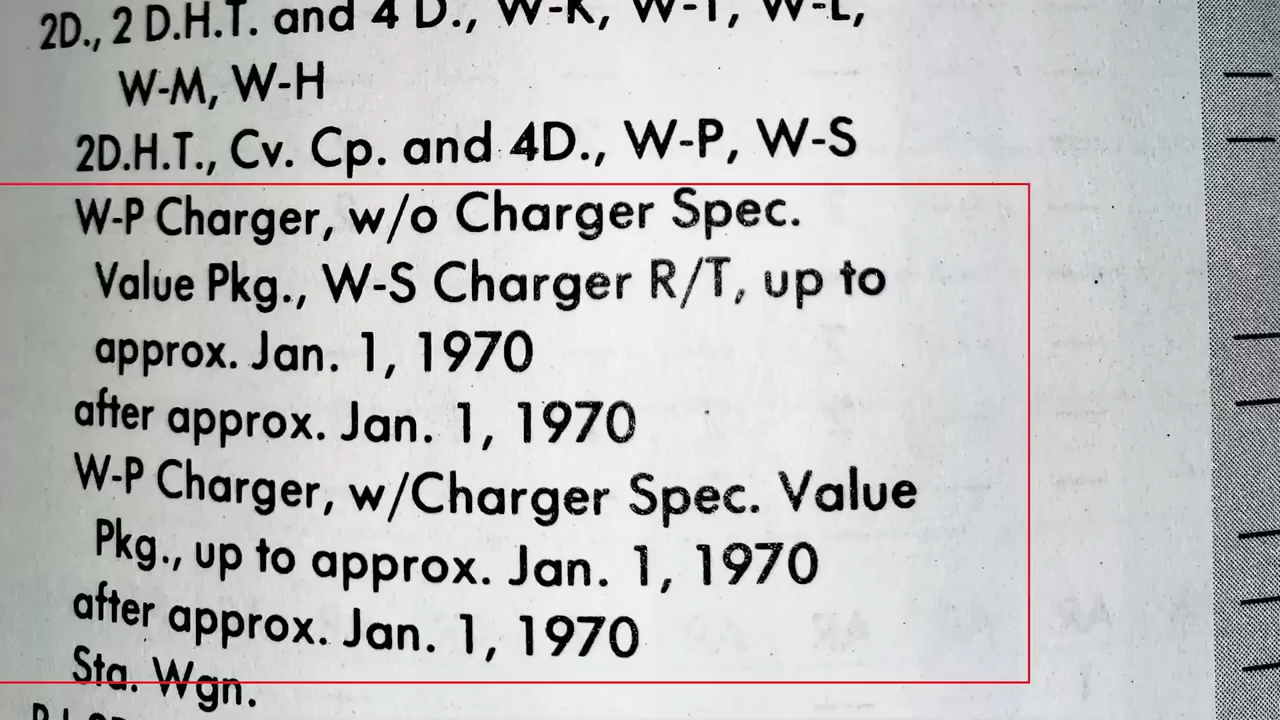 2D., 2 D.H.T. and 4 D., W-K, W-T, W-L,
W-M, W-H
2D.H.T., Cv. Cp. and 4D., W-P, W-S
W-P Charger, w/o Charger Spec.
Value Pkg., W-S Charger R/T, up to
approx. Jan. 1, 1970
after approx. Jan. 1, 1970
W-P Charger, w/Charger Spec. Value
Pkg., up to approx. Jan. 1, 1970
after approx. Jan. 1, 1970
Sta. Wgn.